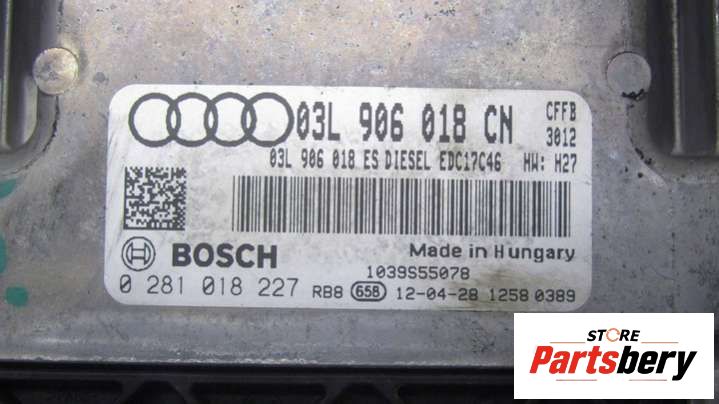 03L 906 018 CN CFFB
3012
03L 906 018 ES DIESEL EDC17C46 HW: H27
BOSCH Made in Hungary
1039S55078
0 281 018 227 RB8 658 12-04-28 1258 0389
STORE
Partsbery